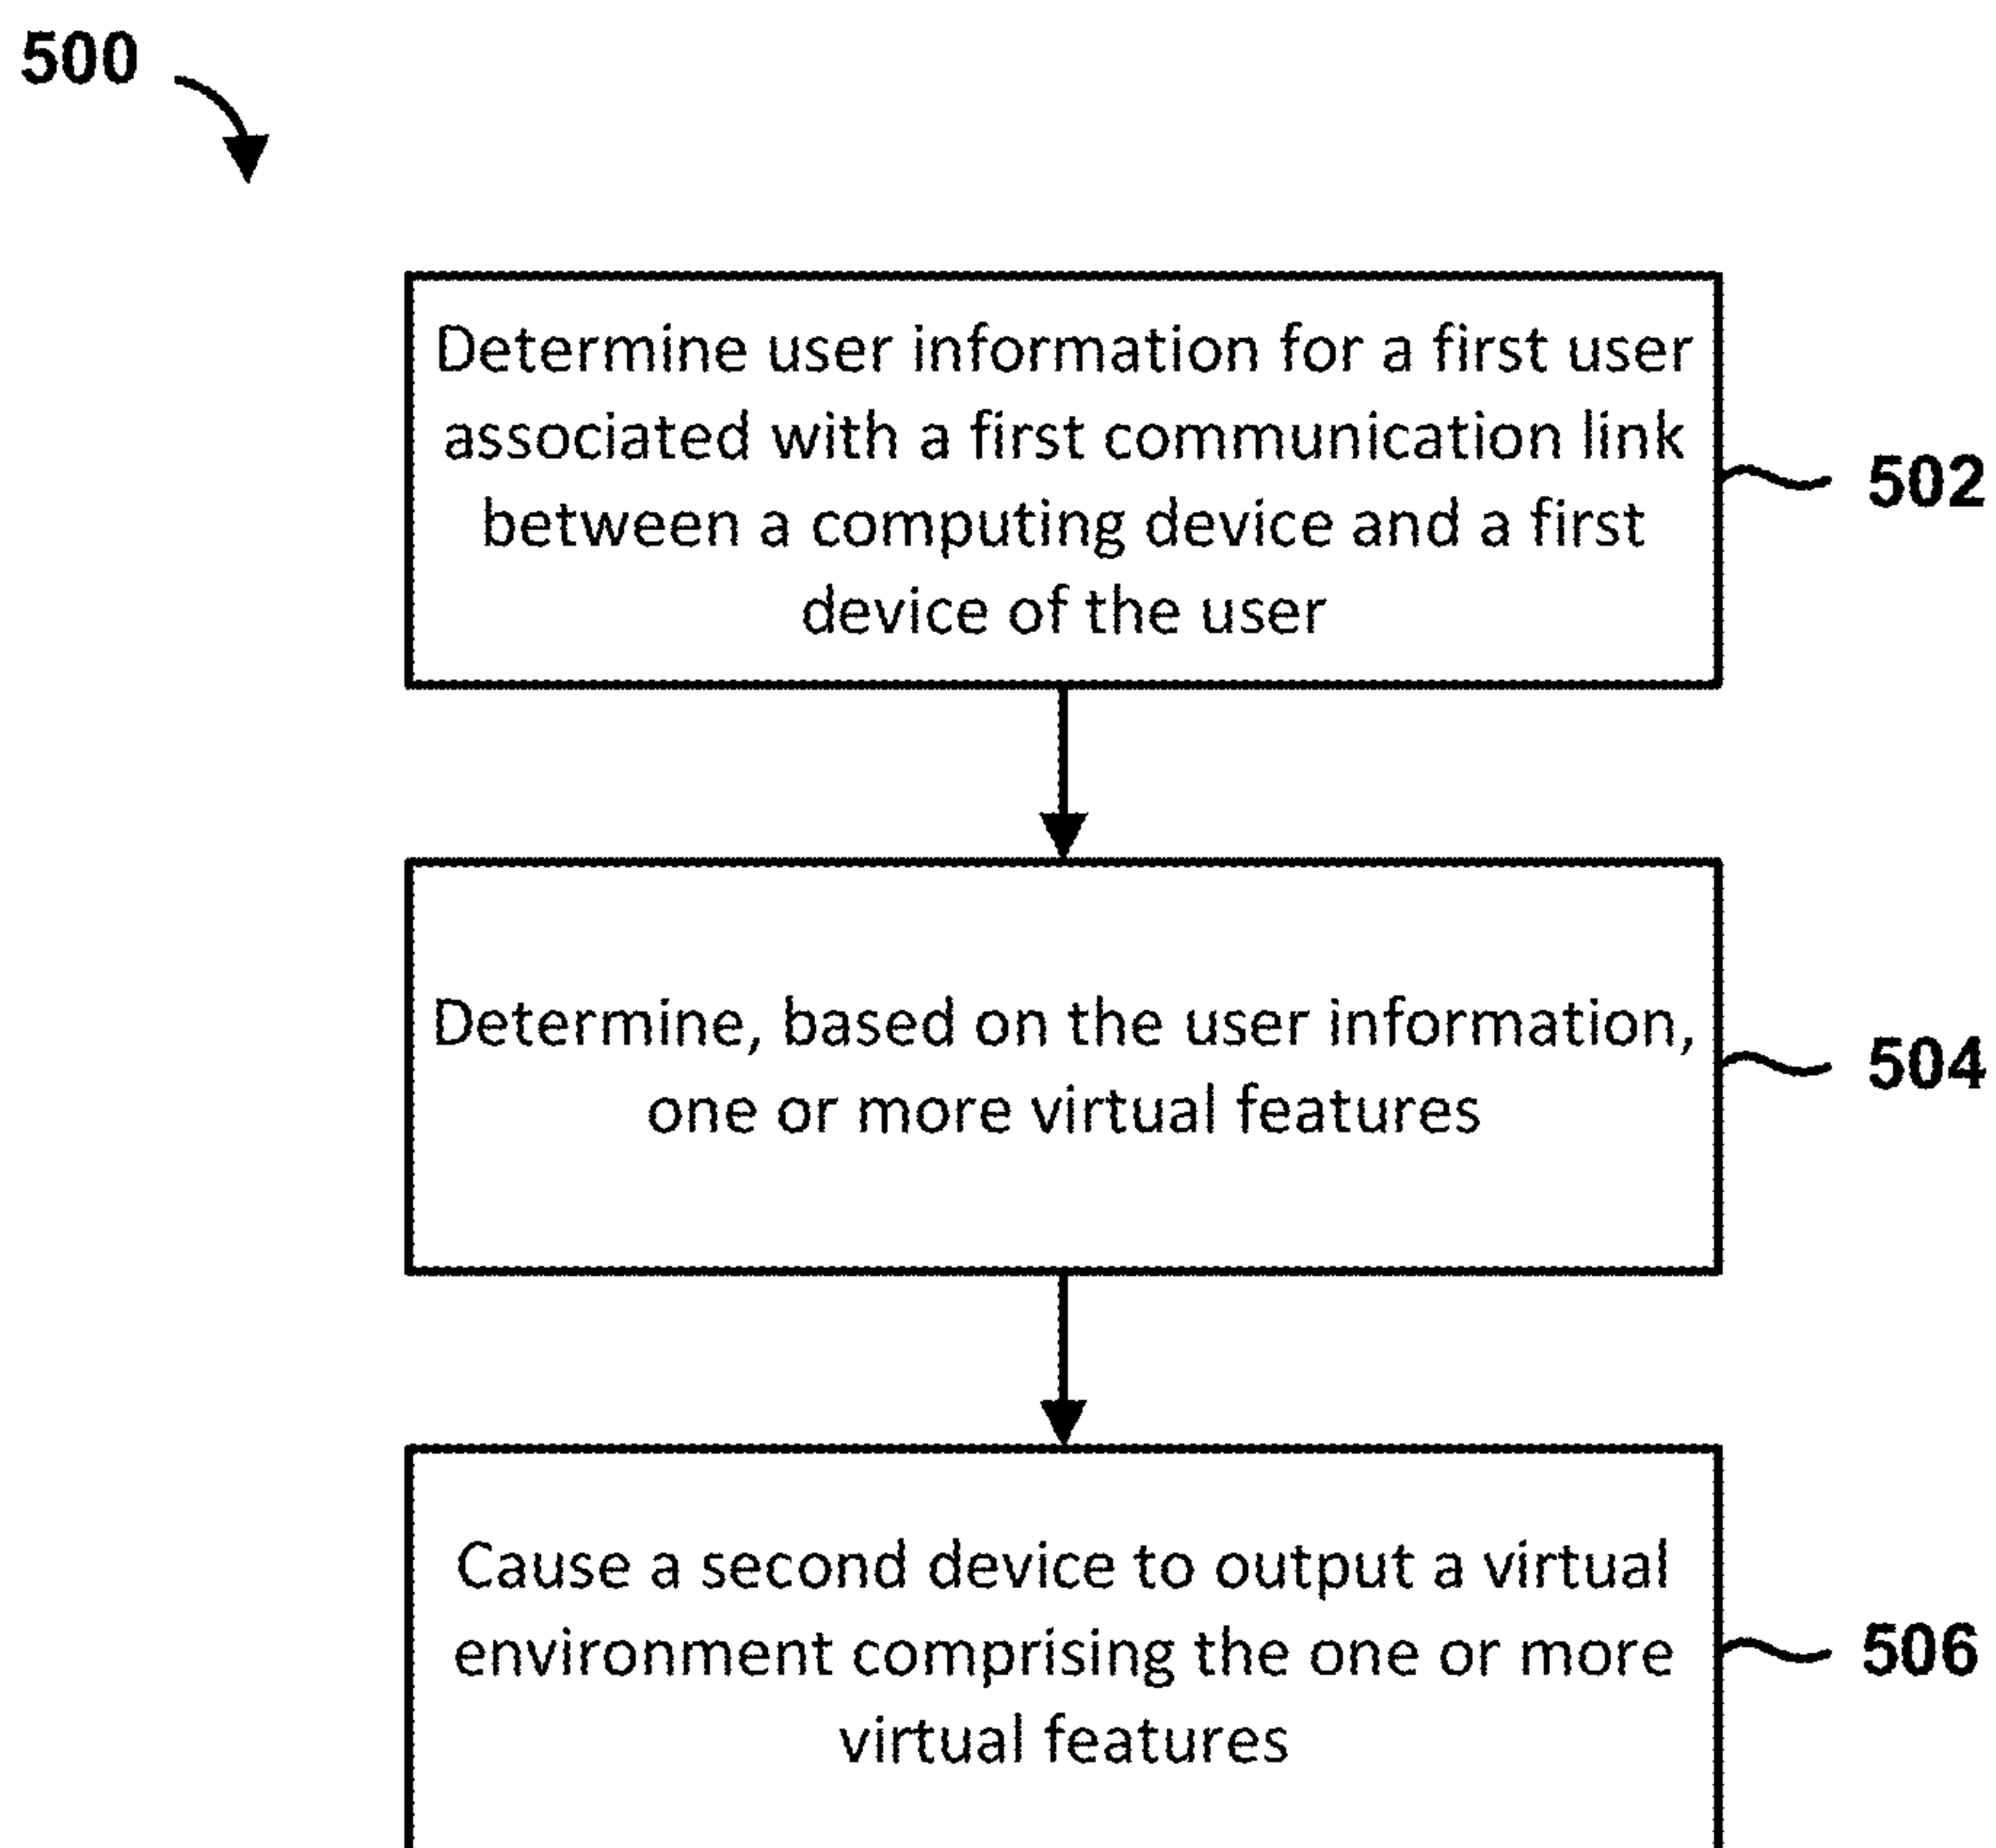 500
Determine user information for a first user
associated with a first communication link
between a computing device and a first
device of the user
502
Determine, based on the user information,
one or more virtual features
504
Cause a second device to output a virtual
environment comprising the one or more
virtual features
506